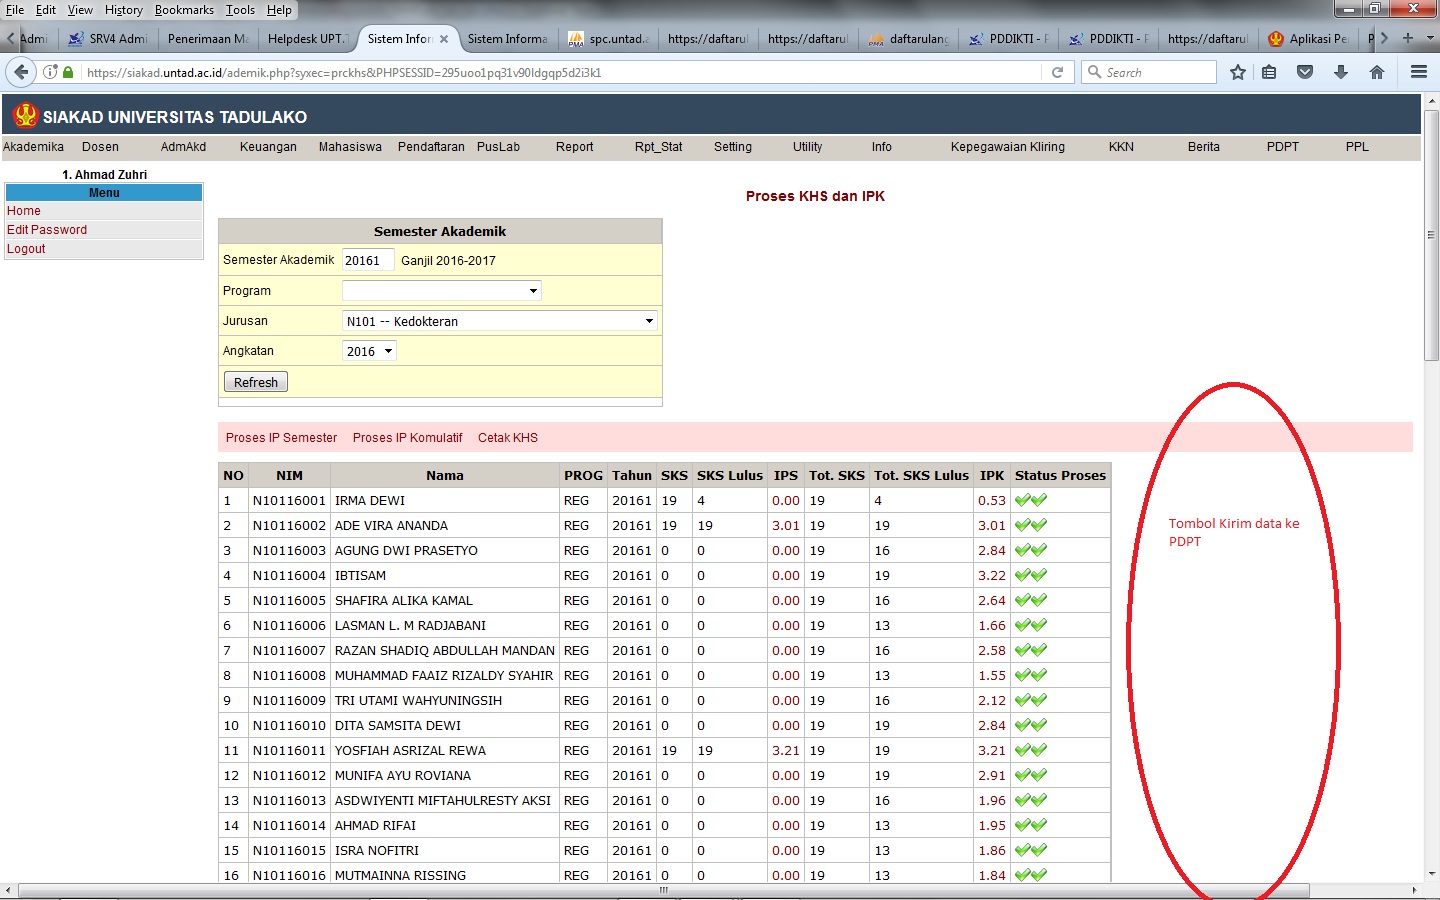 File Edit View History Bookmarks Tools Help
Admi SRV4 Admi Penerimaan Ma Helpdesk UPT.T Sistem Infor Sistem Informa spc.untad.a https://daftarul https://daftarul daftarulang PDDIKTI - P PDDIKTI - P https://daftarul Aplikasi Pe P
https://siakad.untad.ac.id/ademik.php?syxec=prckhs&PHPSESSID=295uoo1pq31v90ldgqp5d2i3k1 Search
SIAKAD UNIVERSITAS TADULAKO
Akademika Dosen AdmAkd Keuangan Mahasiswa Pendaftaran PusLab Report Rpt_Stat Setting Utility Info Kepegawaian Kliring KKN Berita PDPT PPL
1. Ahmad Zuhri
Menu
Home
Edit Password
Logout
Proses KHS dan IPK
Semester Akademik
Semester Akademik 20161 Ganjil 2016-2017
Program
Jurusan N101 -- Kedokteran
Angkatan 2016
Refresh
Proses IP Semester Proses IP Komulatif Cetak KHS
NO NIM Nama PROG Tahun SKS SKS Lulus IPS Tot. SKS Tot. SKS Lulus IPK Status Proses
1 N10116001 IRMA DEWI REG 20161 19 4 0.00 19 4 0.53
2 N10116002 ADE VIRA ANANDA REG 20161 19 19 3.01 19 19 3.01
3 N10116003 AGUNG DWI PRASETYO REG 20161 0 0 0.00 19 16 2.84
4 N10116004 IBTISAM REG 20161 0 0 0.00 19 19 3.22
5 N10116005 SHAFIRA ALIKA KAMAL REG 20161 0 0 0.00 19 16 2.64
6 N10116006 LASMAN L. M RADJABANI REG 20161 0 0 0.00 19 13 1.66
7 N10116007 RAZAN SHADIQ ABDULLAH MANDAN REG 20161 0 0 0.00 19 16 2.58
8 N10116008 MUHAMMAD FAAIZ RIZALDY SYAHIR REG 20161 0 0 0.00 19 13 1.55
9 N10116009 TRI UTAMI WAHYUNINGSIH REG 20161 0 0 0.00 19 16 2.12
10 N10116010 DITA SAMSITA DEWI REG 20161 0 0 0.00 19 19 2.84
11 N10116011 YOSFIAH ASRIZAL REWA REG 20161 19 19 3.21 19 19 3.21
12 N10116012 MUNIFA AYU ROVIANA REG 20161 0 0 0.00 19 19 2.91
13 N10116013 ASDWIYENTI MIFTAHULRESTY AKSI REG 20161 0 0 0.00 19 16 1.96
14 N10116014 AHMAD RIFAI REG 20161 0 0 0.00 19 13 1.95
15 N10116015 ISRA NOFITRI REG 20161 0 0 0.00 19 13 1.86
16 N10116016 MUTMAINNA RISSING REG 20161 0 0 0.00 19 13 1.84
Tombol Kirim data ke
PDPT